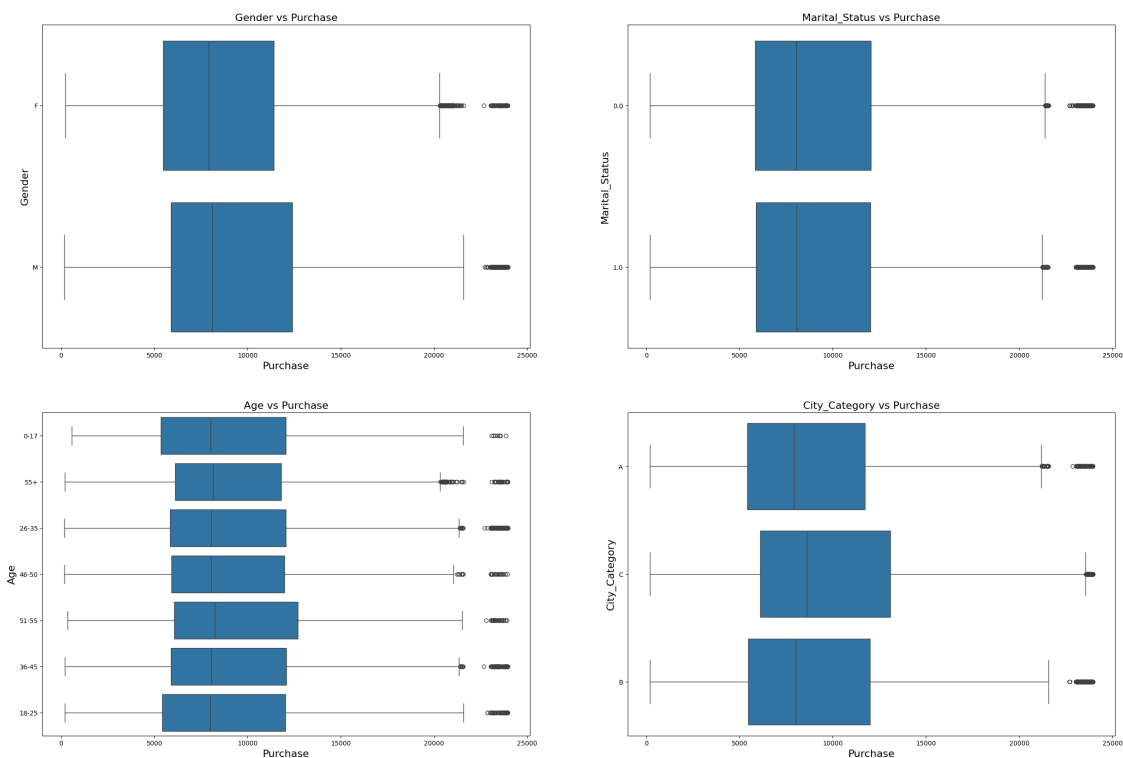 Gender vs Purchase
F
M
Gender
0 5000 10000 15000 20000 25000
Purchase
Marital_Status vs Purchase
0.0
1.0
Marital_Status
0 5000 10000 15000 20000 25000
Purchase
Age vs Purchase
0-17
55+
26-35
46-50
51-55
36-45
18-25
Age
0 5000 10000 15000 20000 25000
Purchase
City_Category vs Purchase
A
C
B
City_Category
0 5000 10000 15000 20000 25000
Purchase